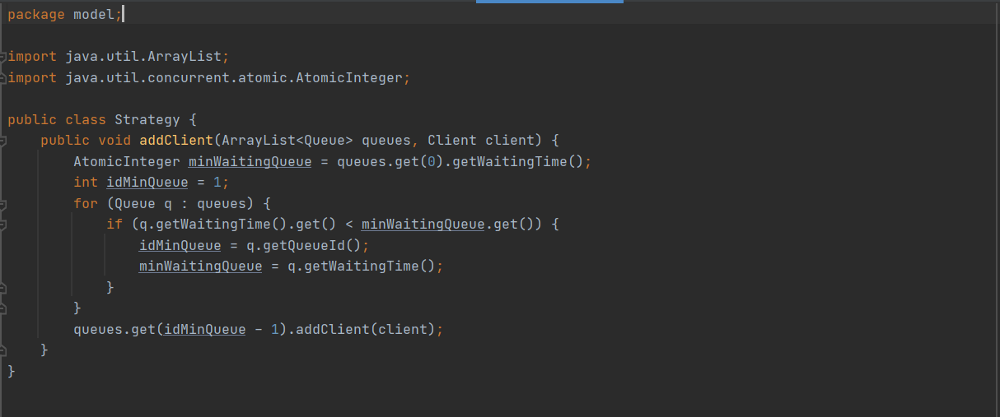 package model;
import java.util.ArrayList;
import java.util.concurrent.atomic.AtomicInteger;
public class Strategy {
    public void addClient(ArrayList<Queue> queues, Client client) {
        AtomicInteger minWaitingQueue = queues.get(0).getWaitingTime();
        int idMinQueue = 1;
        for (Queue q : queues) {
            if (q.getWaitingTime().get() < minWaitingQueue.get()) {
                idMinQueue = q.getQueueId();
                minWaitingQueue = q.getWaitingTime();
            }
        }
        queues.get(idMinQueue - 1).addClient(client);
    }
}